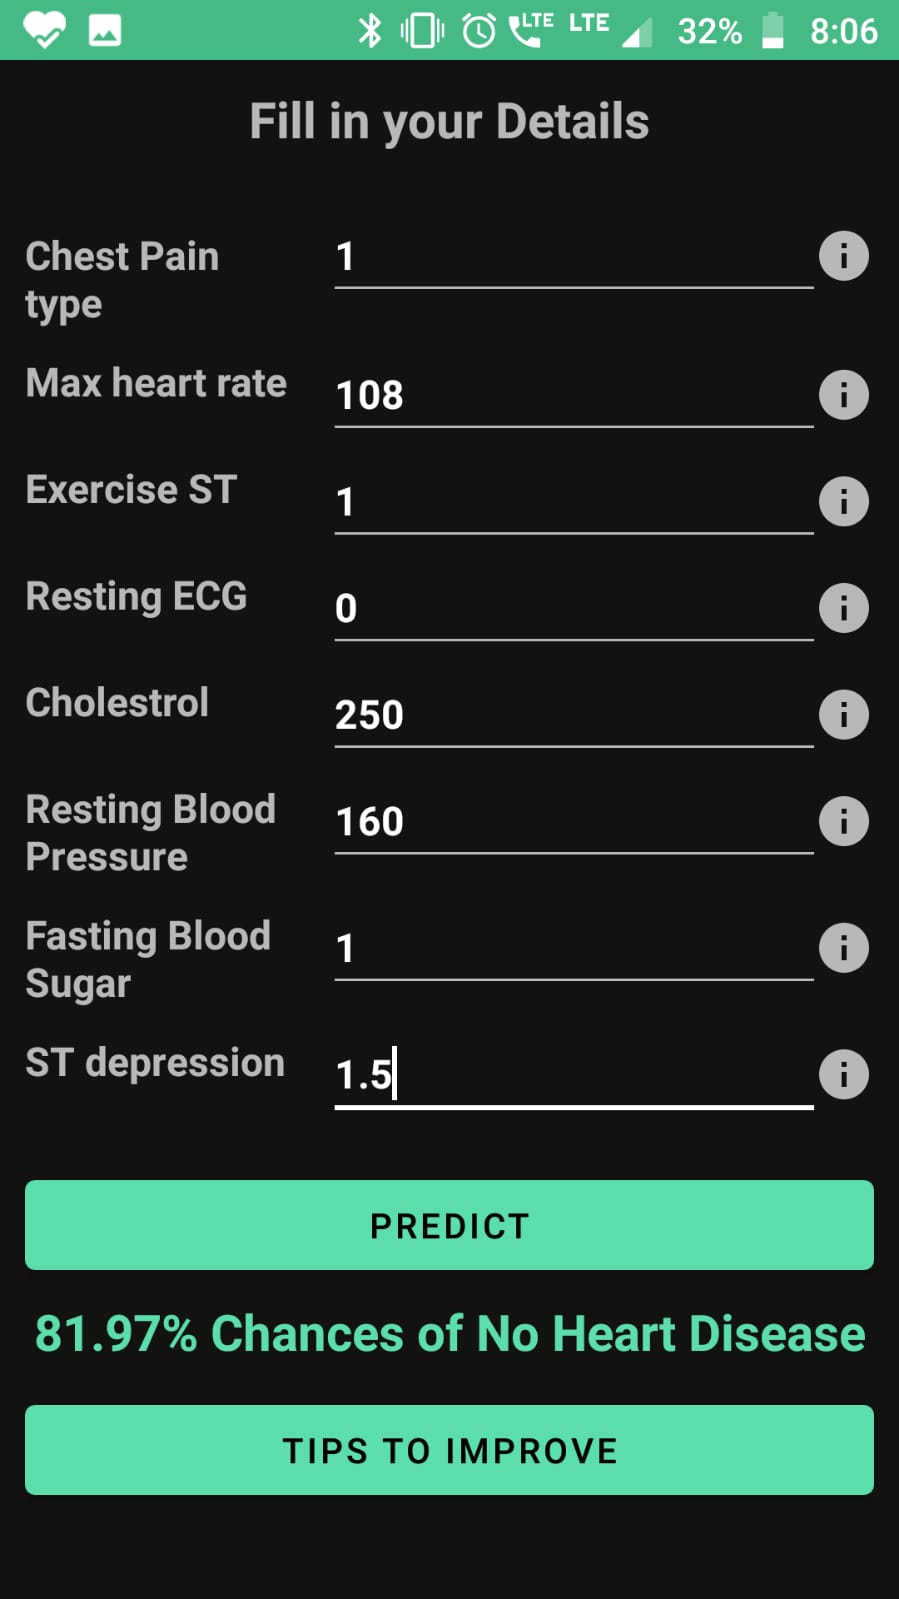 LTE LTE 32% 8:06
Fill in your Details
Chest Pain type 1
Max heart rate 108
Exercise ST 1
Resting ECG 0
Cholestrol 250
Resting Blood Pressure 160
Fasting Blood Sugar 1
ST depression 1.5
PREDICT
81.97% Chances of No Heart Disease
TIPS TO IMPROVE